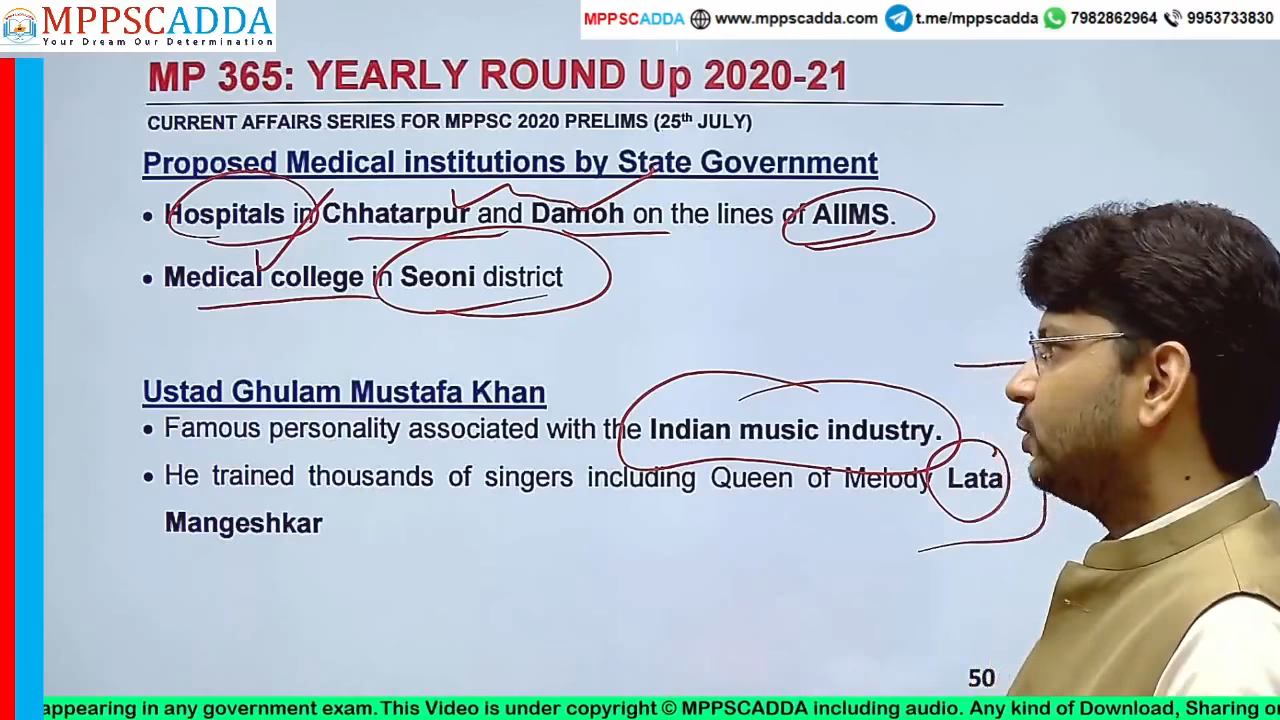 MPPSCADDA
Your Dream Our Determination
MPPSCADDA www.mppscadda.com t.me/mppscadda 7982862964 9953733830
MP 365: YEARLY ROUND Up 2020-21
CURRENT AFFAIRS SERIES FOR MPPSC 2020 PRELIMS (25th JULY)
Proposed Medical institutions by State Government
• Hospitals in Chhatarpur and Damoh on the lines of AIIMS.
• Medical college in Seoni district
Ustad Ghulam Mustafa Khan
• Famous personality associated with the Indian music industry.
• He trained thousands of singers including Queen of Melody Lata
Mangeshkar
50
appearing in any government exam.This Video is under copyright © MPPSCADDA including audio. Any kind of Download, Sharing